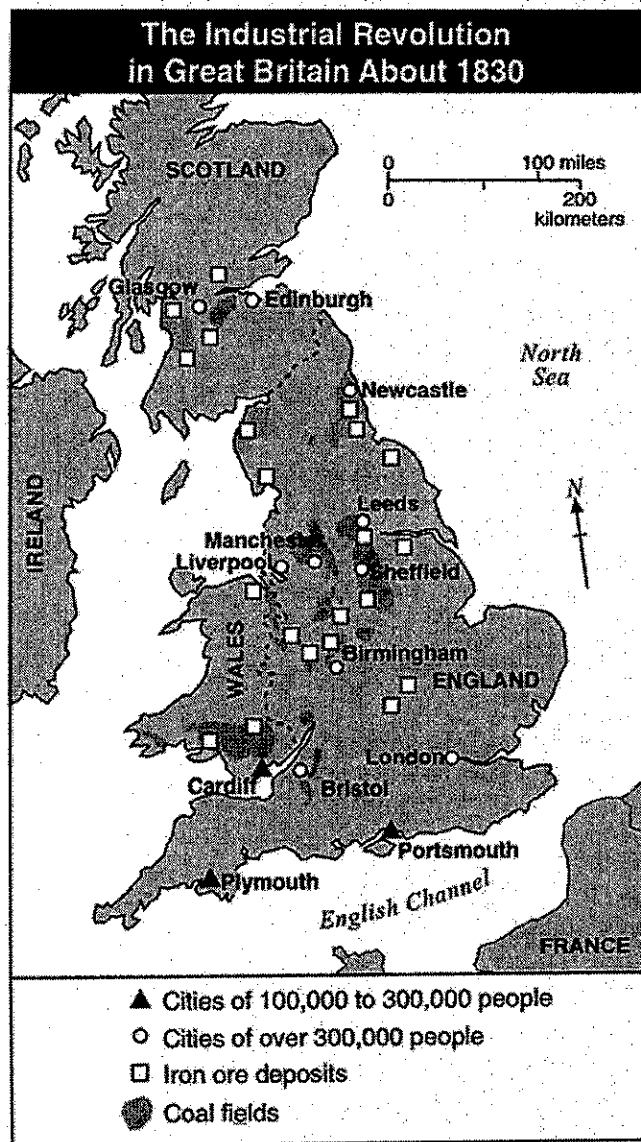 The Industrial Revolution
in Great Britain About 1830
SCOTLAND
0 100 miles
0 200
kilometers
Glasgow
Edinburgh
North
Sea
Newcastle
IRELAND
N
Leeds
Manchester
Liverpool
Sheffield
WALES
Birmingham
ENGLAND
London
Cardiff
Bristol
Portsmouth
Plymouth
English Channel
FRANCE
▲ Cities of 100,000 to 300,000 people
○ Cities of over 300,000 people
□ Iron ore deposits
Coal fields